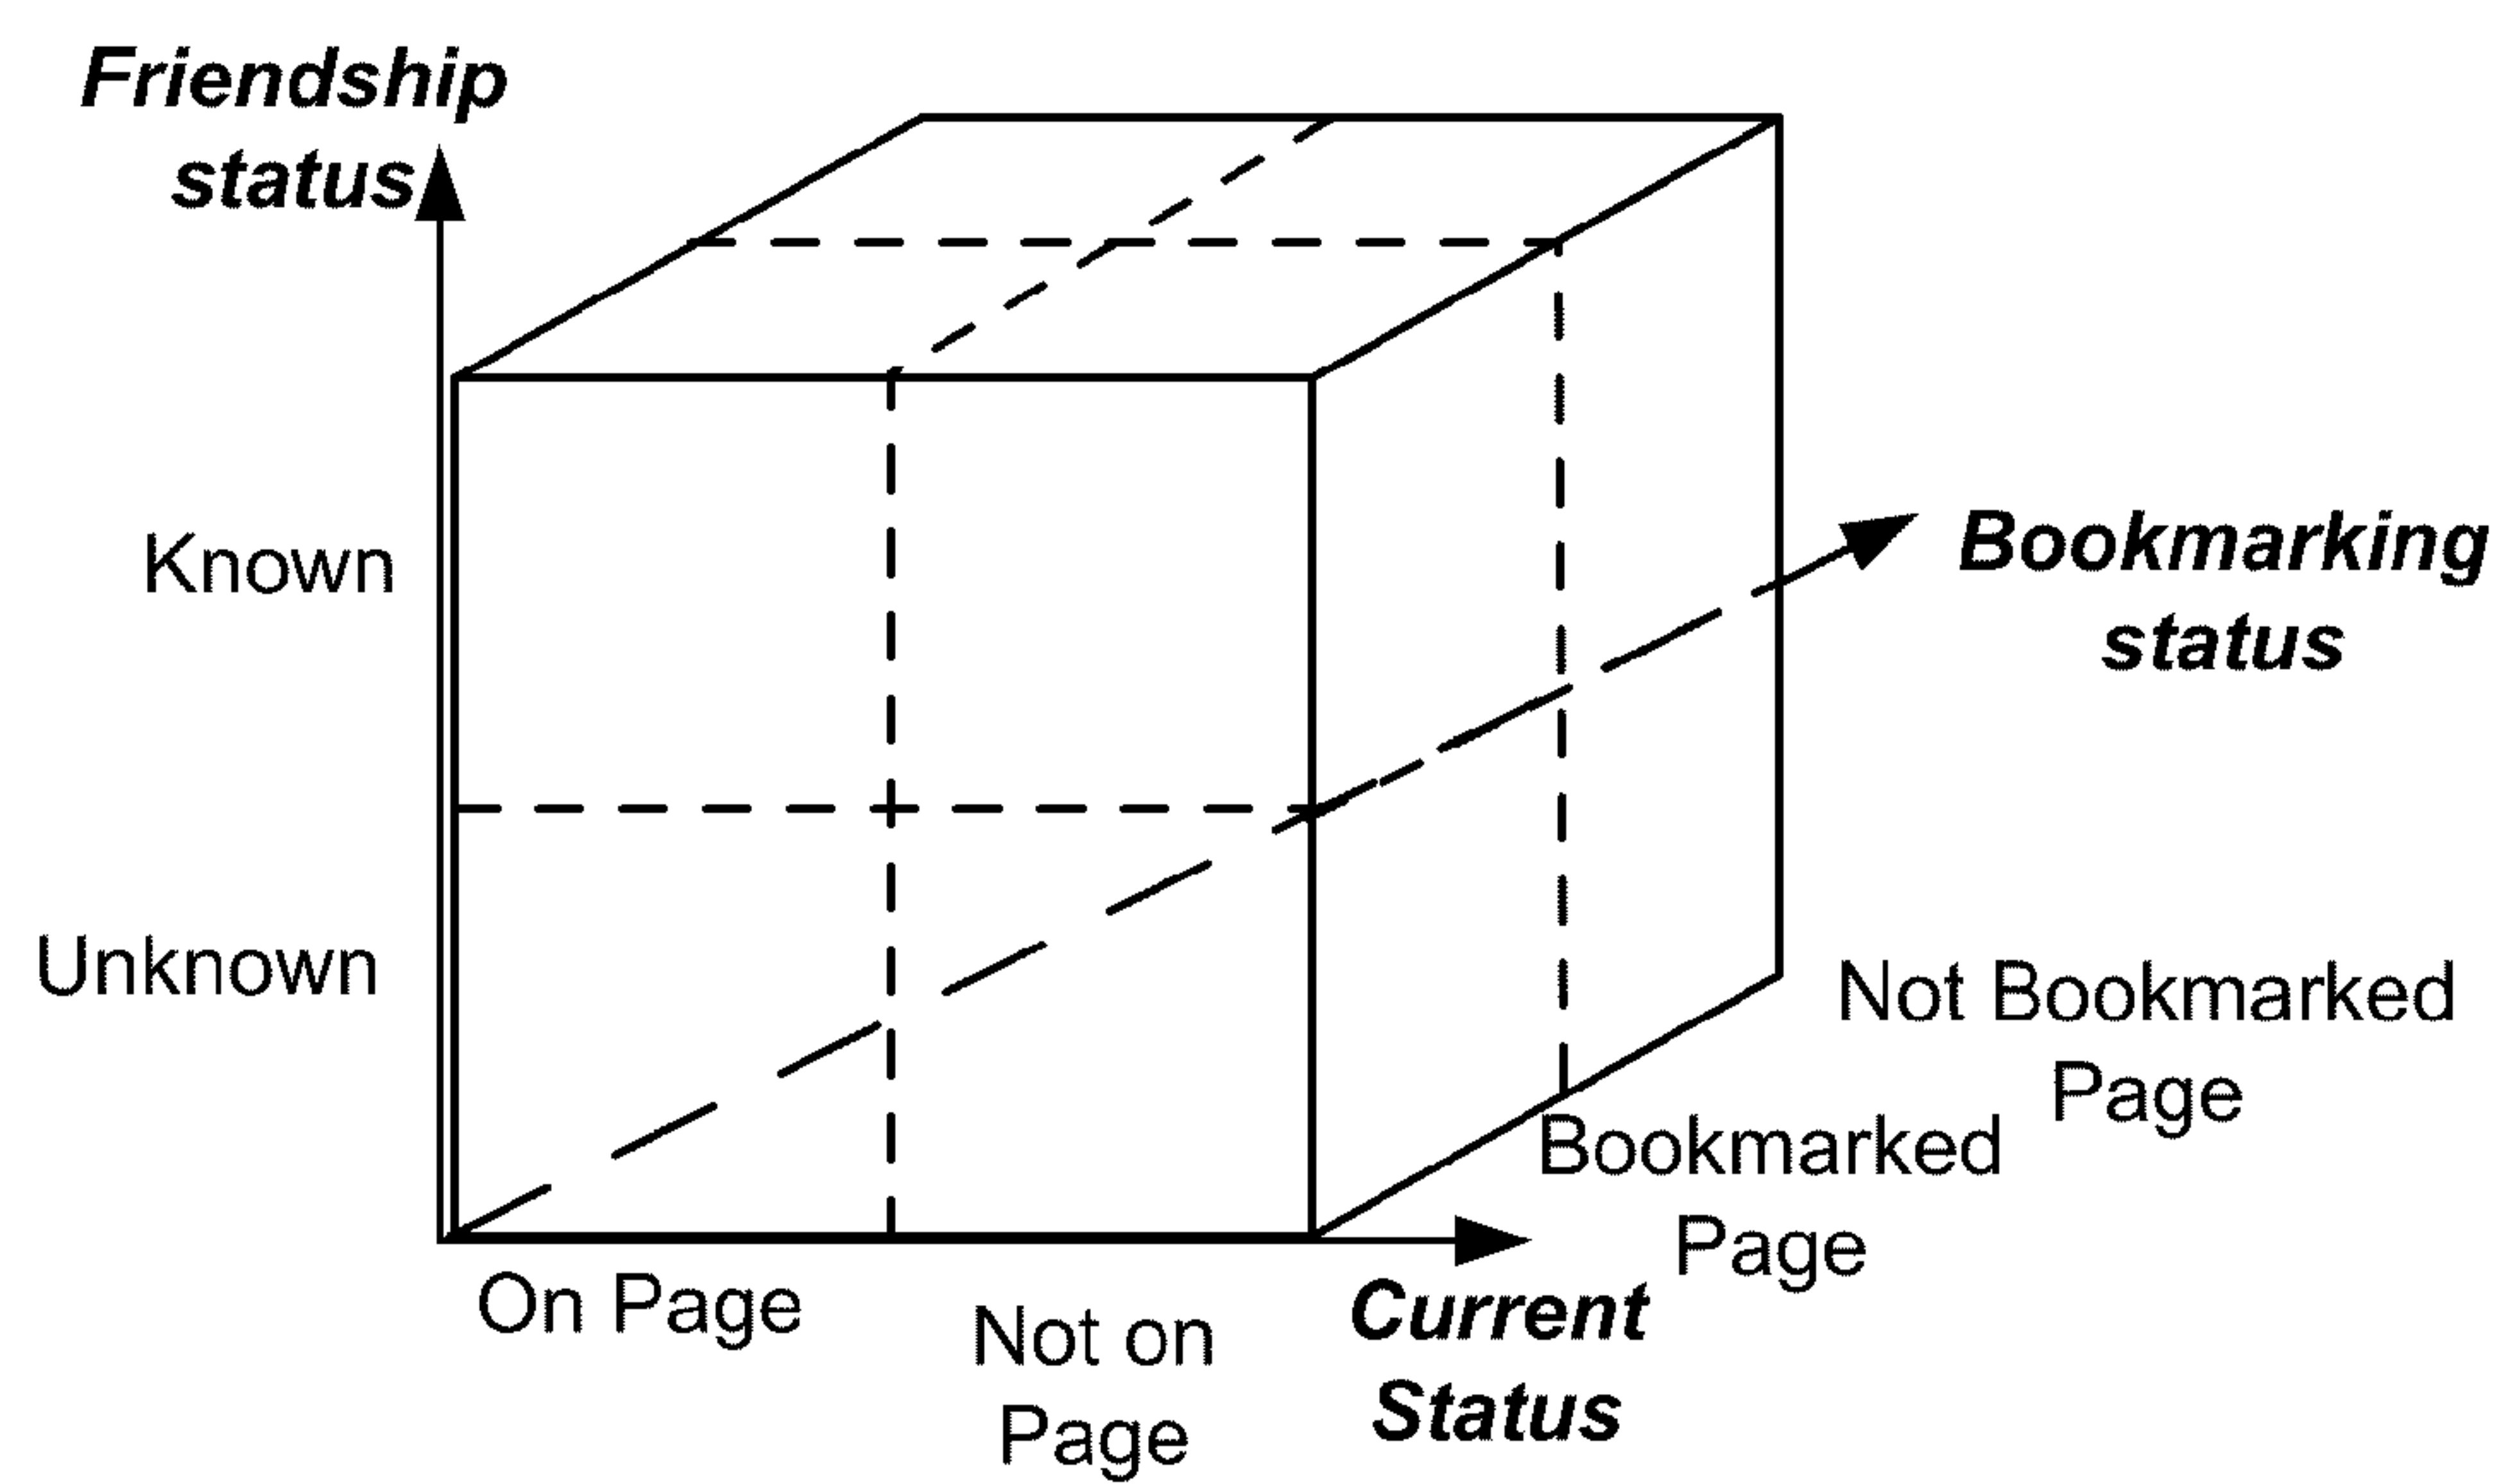 Friendship
status
Known
Unknown
Bookmarking
status
Not Bookmarked
Page
Bookmarked
Page
On Page
Not on
Page
Current
Status